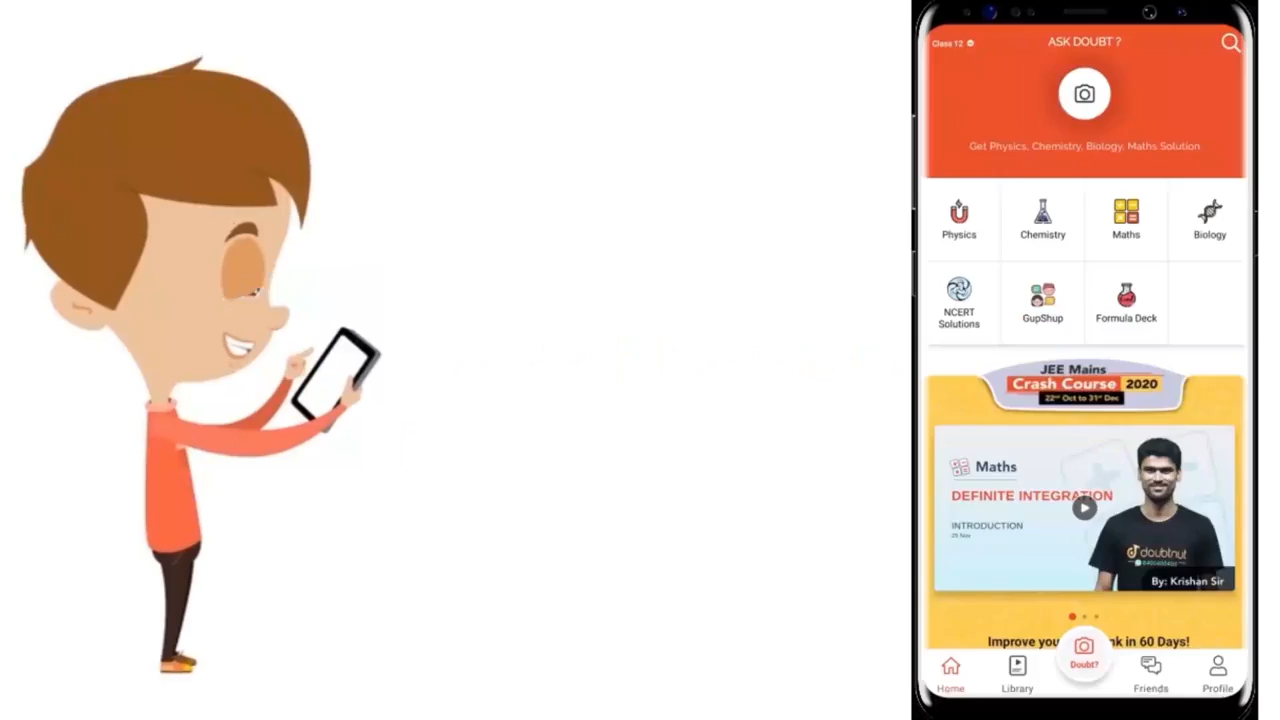 Class 12
ASK DOUBT ?
Get Physics, Chemistry, Biology, Maths Solution
Physics
Chemistry
Maths
Biology
NCERT
Solutions
GupShup
Formula Deck
JEE Mains
Crash Course 2020
22nd Oct to 31st Dec
Maths
DEFINITE INTEGRATION
INTRODUCTION
doubtnut
By: Krishan Sir
Improve you nk in 60 Days!
Doubt?
Home
Library
Friends
Profile